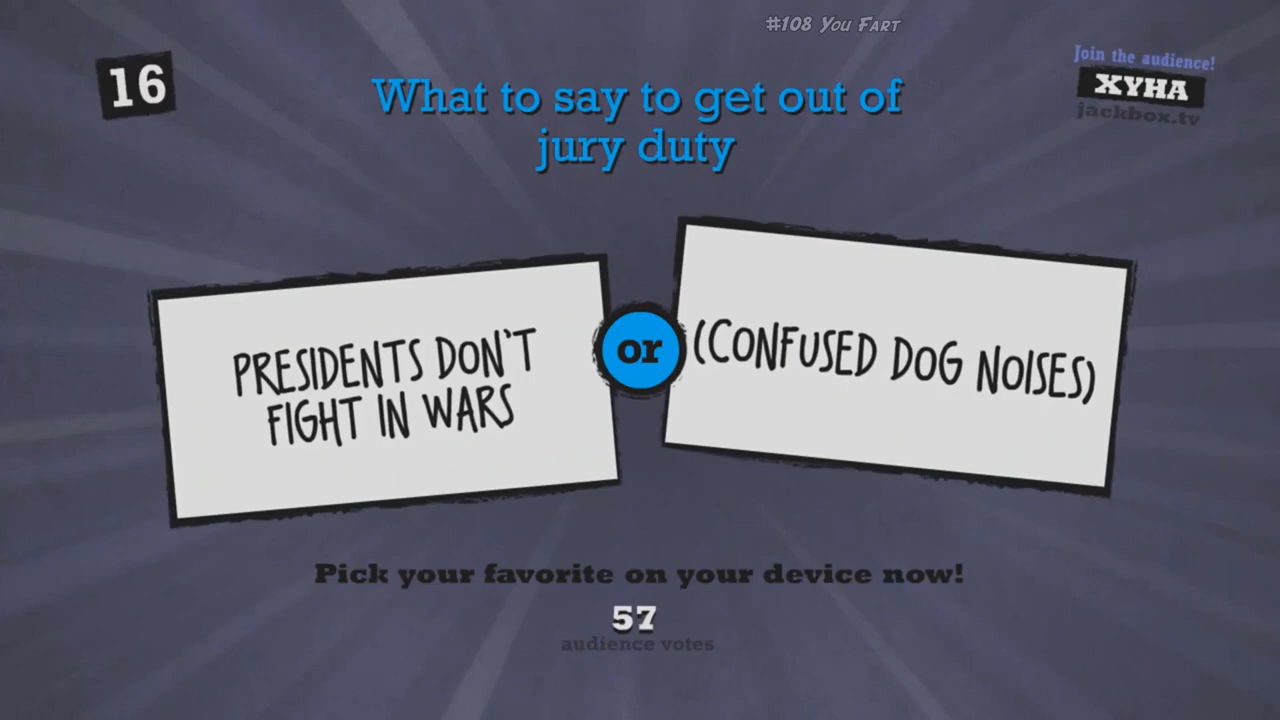 #108 You Fart
16
Join the audience!
XYHA
jackbox.tv
What to say to get out of
jury duty
PRESIDENTS DON'T
FIGHT IN WARS
or
(CONFUSED DOG NOISES)
Pick your favorite on your device now!
57
audience votes